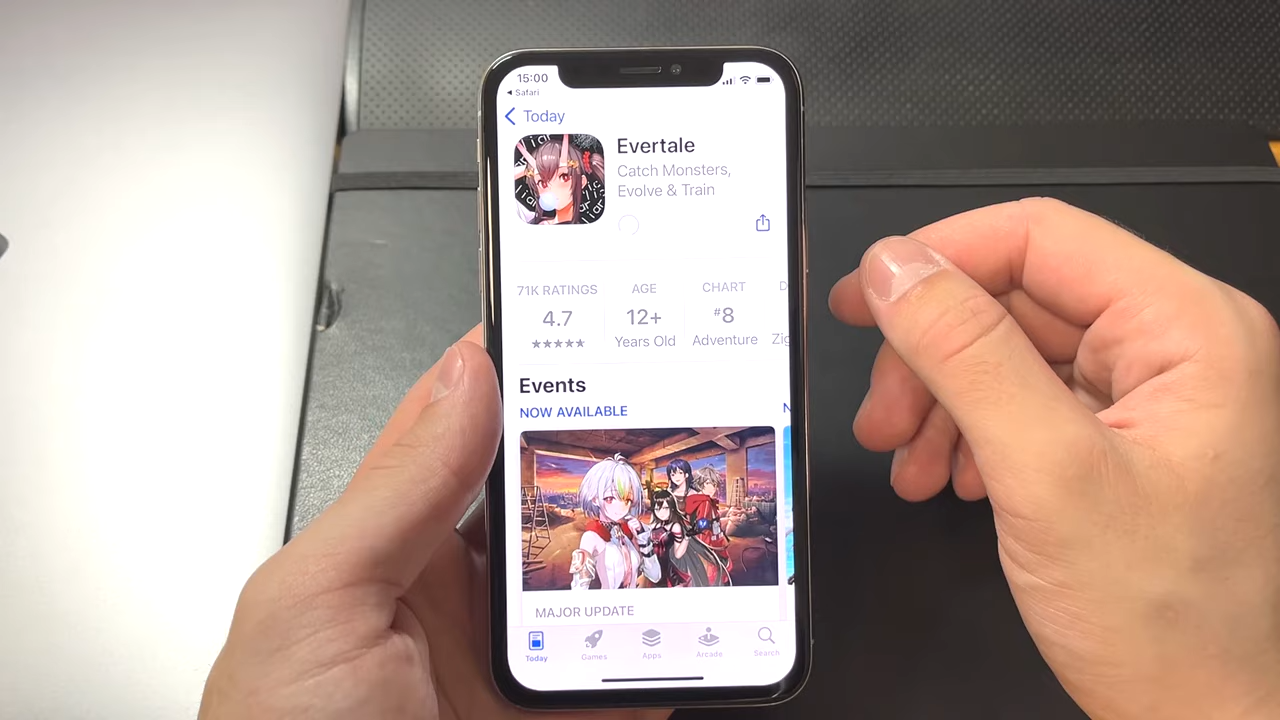 15:00
◀ Safari
Today
Evertale
Catch Monsters,
Evolve & Train
71K RATINGS
AGE
CHART
D
4.7
12+
#8
★★★★★
Years Old
Adventure
Zig
Events
NOW AVAILABLE
N
MAJOR UPDATE
Today
Games
Apps
Arcade
Search